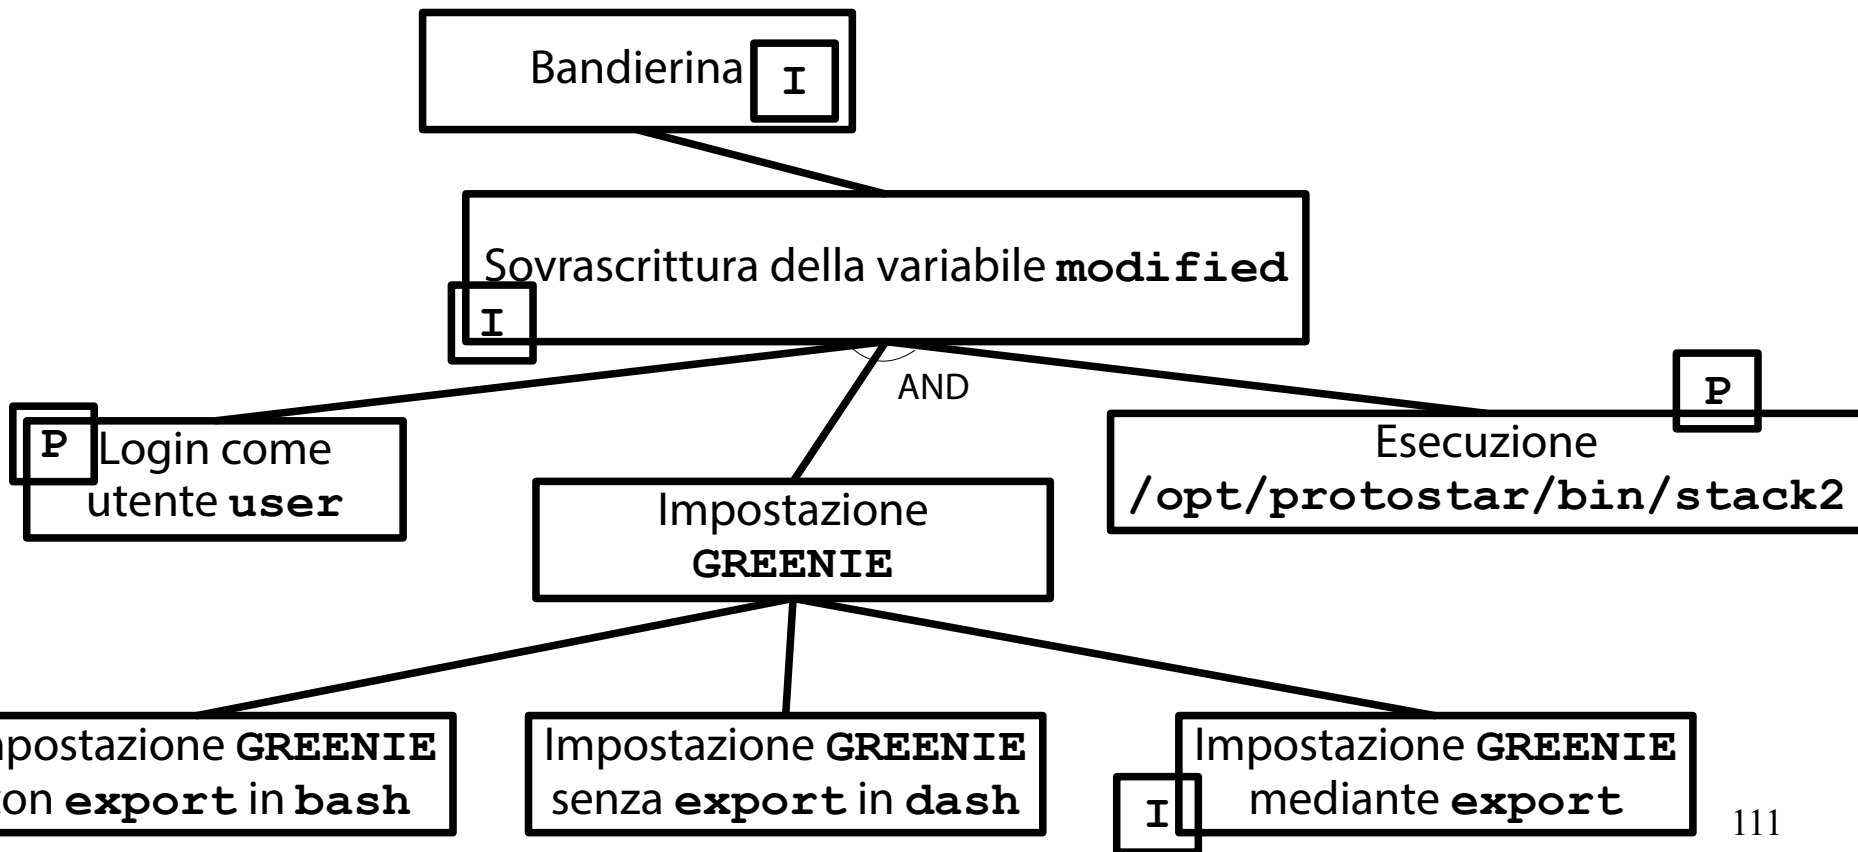 Bandierina I
Sovrascrittura della variabile modified
I
AND
P
P
Login come
utente user
Esecuzione
/opt/protostar/bin/stack2
Impostazione
GREENIE
postazione GREENIE
export in bash
Impostazione GREENIE
senza export in dash
Impostazione GREENIE
mediante export
I
111